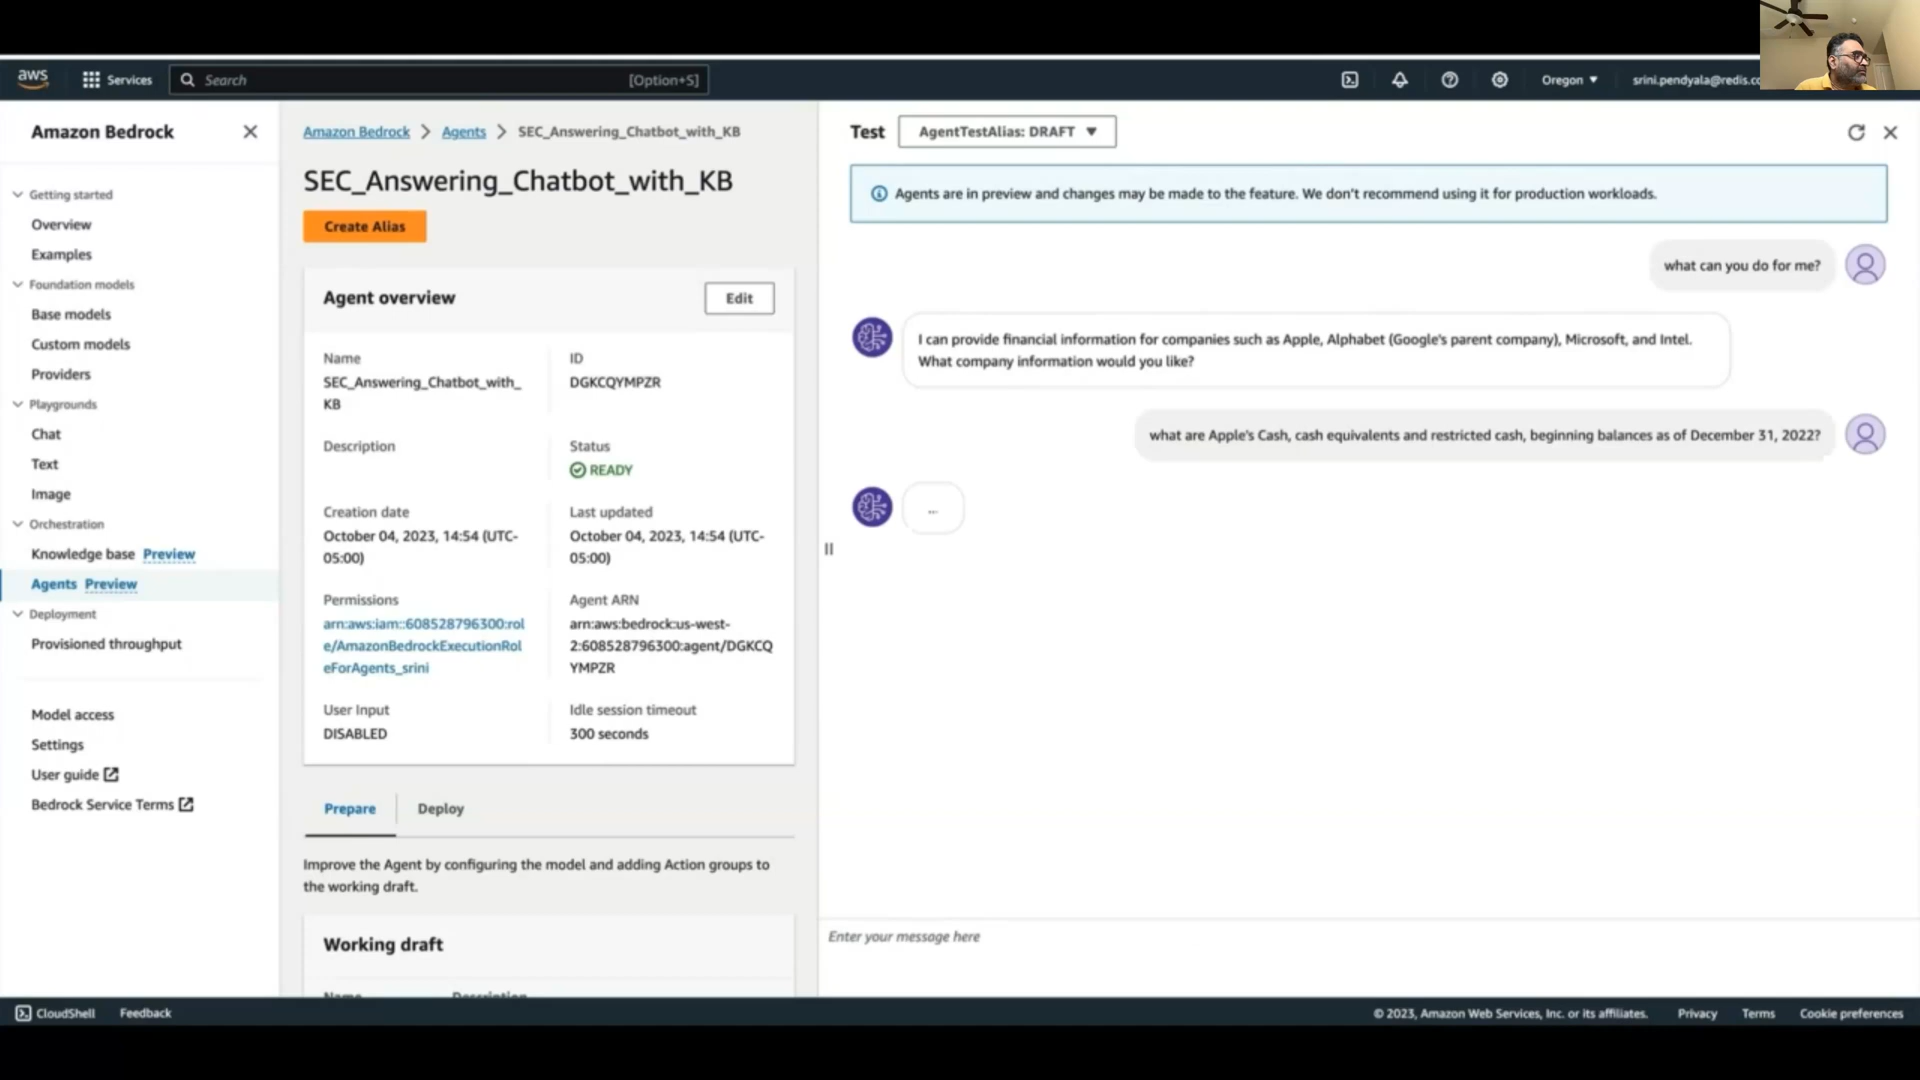 aws
Services
Search
[Option+S]
Oregon
srini.pendyala@redis.co
Amazon Bedrock
Getting started
Overview
Examples
Foundation models
Base models
Custom models
Providers
Playgrounds
Chat
Text
Image
Orchestration
Knowledge base Preview
Agents Preview
Deployment
Provisioned throughput
Model access
Settings
User guide
Bedrock Service Terms
Amazon Bedrock > Agents > SEC_Answering_Chatbot_with_KB
SEC_Answering_Chatbot_with_KB
Create Alias
Agent overview
Edit
Name
SEC_Answering_Chatbot_with_
KB
ID
DGKCQYMPZR
Description
Status
READY
Creation date
October 04, 2023, 14:54 (UTC-
05:00)
Last updated
October 04, 2023, 14:54 (UTC-
05:00)
Permissions
arn:aws:iam::608528796300:rol
e/AmazonBedrockExecutionRol
eForAgents_srini
Agent ARN
arn:aws:bedrock:us-west-
2:608528796300:agent/DGKCQ
YMPZR
User Input
DISABLED
Idle session timeout
300 seconds
Prepare
Deploy
Improve the Agent by configuring the model and adding Action groups to
the working draft.
Working draft
Name
Description
Test
AgentTestAlias: DRAFT
Agents are in preview and changes may be made to the feature. We don't recommend using it for production workloads.
what can you do for me?
I can provide financial information for companies such as Apple, Alphabet (Google's parent company), Microsoft, and Intel.
What company information would you like?
what are Apple's Cash, cash equivalents and restricted cash, beginning balances as of December 31, 2022?
...
Enter your message here
CloudShell
Feedback
© 2023, Amazon Web Services, Inc. or its affiliates.
Privacy
Terms
Cookie preferences